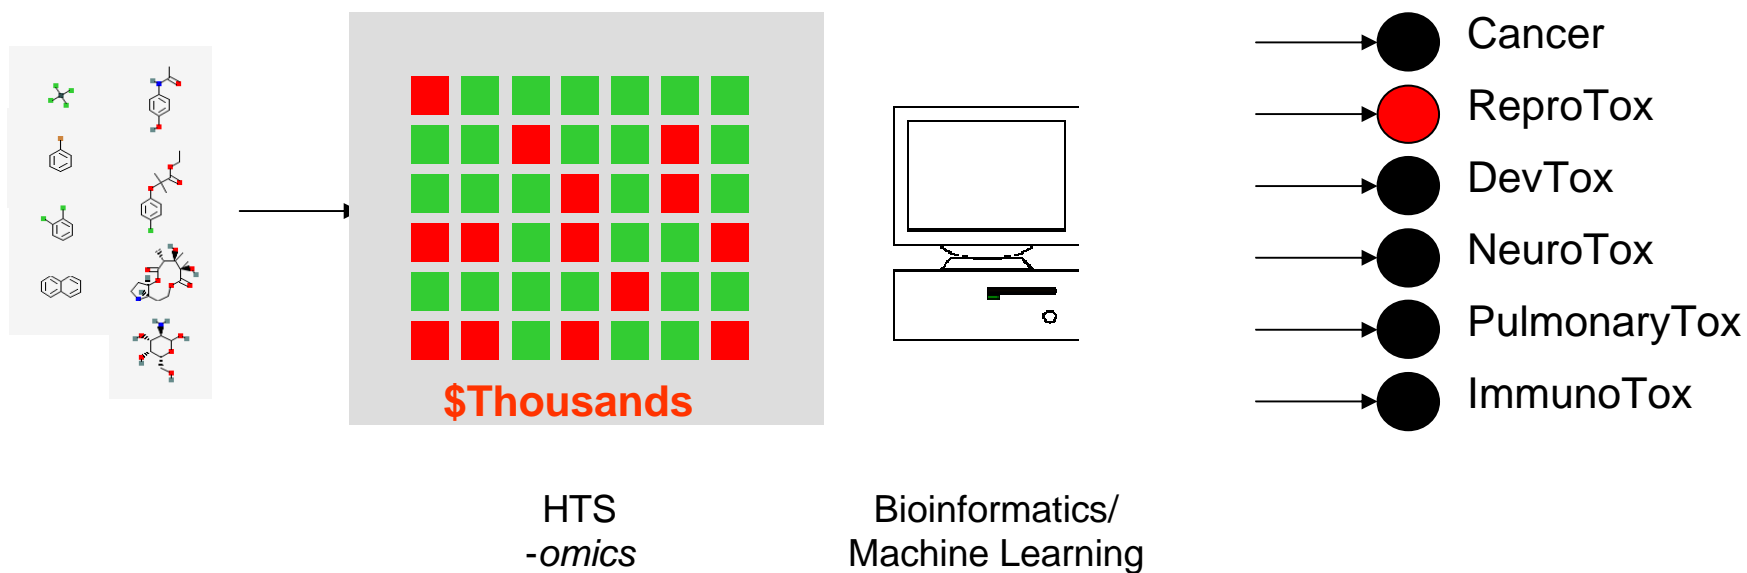 Cancer
ReproTox
DevTox
NeuroTox
PulmonaryTox
ImmunoTox
$Thousands
HTS
-omics
Bioinformatics/
Machine Learning